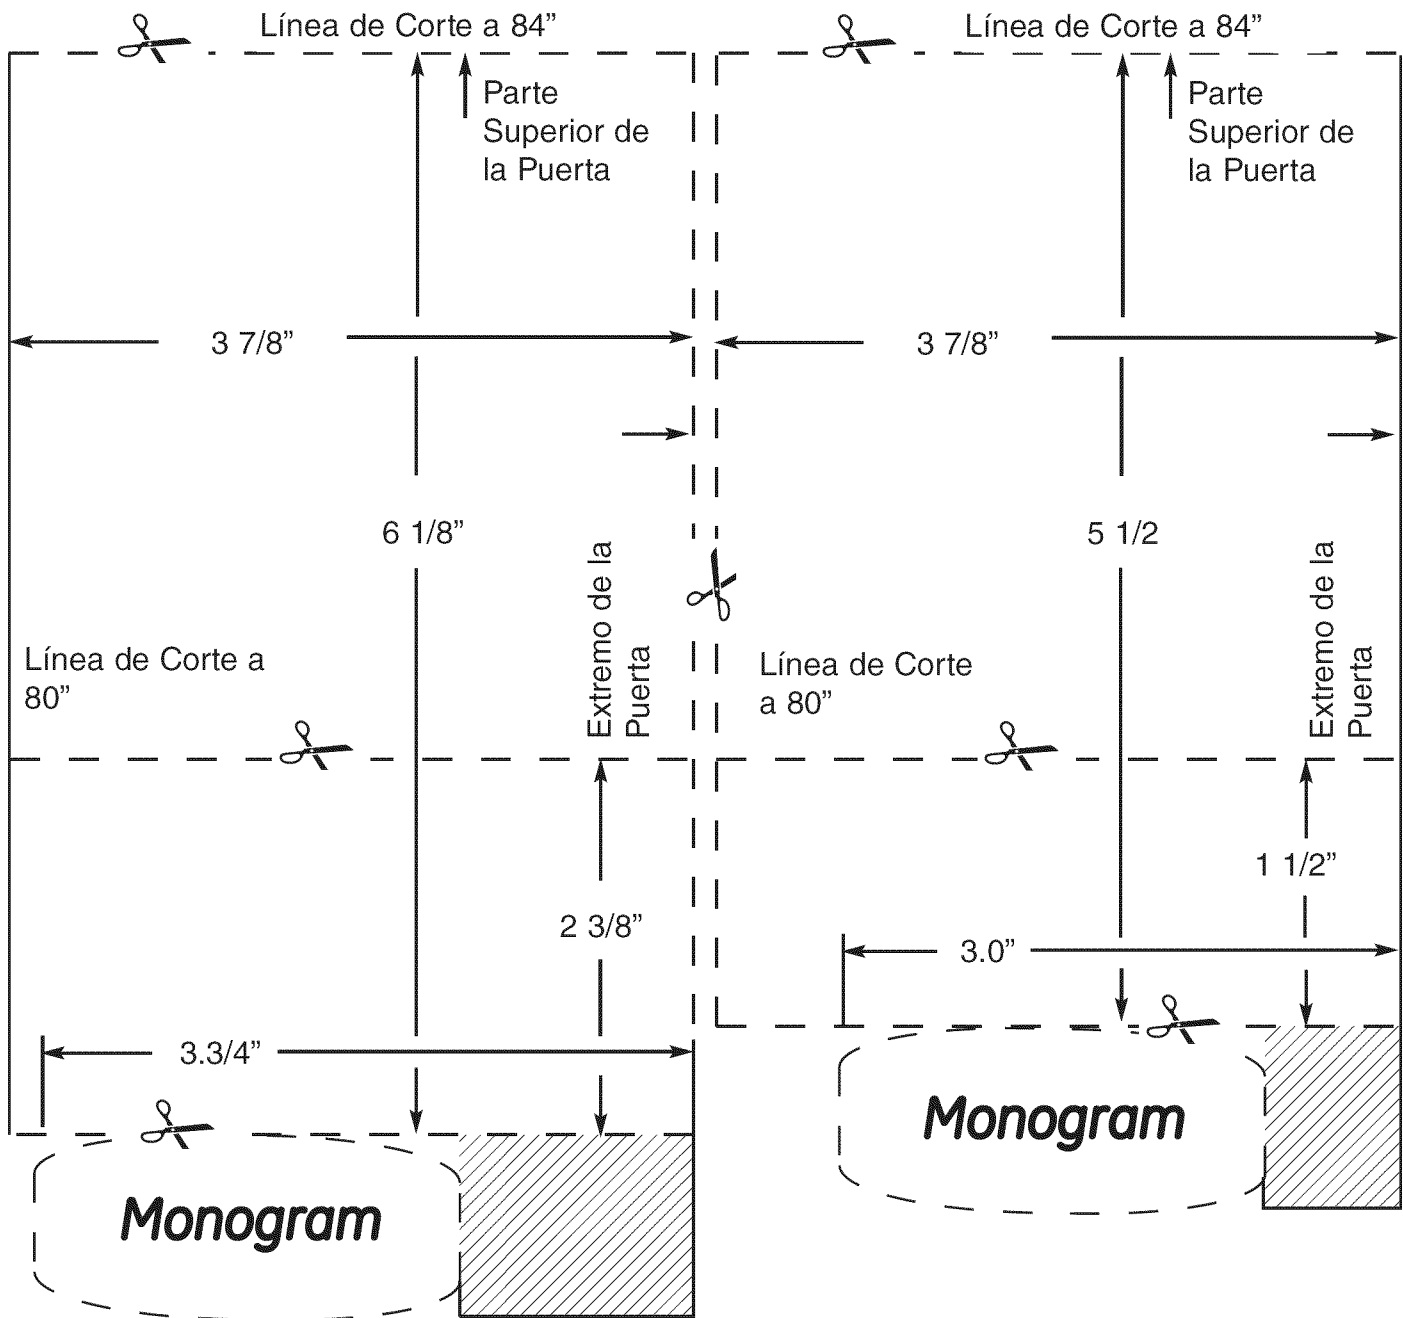 Línea de Corte a 84”
Parte
Superior de
la Puerta
3 7/8”
6 1/8”
Extremo de la
Puerta
Línea de Corte a
80”
2 3/8”
3.3/4”
Monogram
Línea de Corte a 84”
Parte
Superior de
la Puerta
3 7/8”
5 1/2
Extremo de la
Puerta
Línea de Corte
a 80”
1 1/2”
3.0”
Monogram